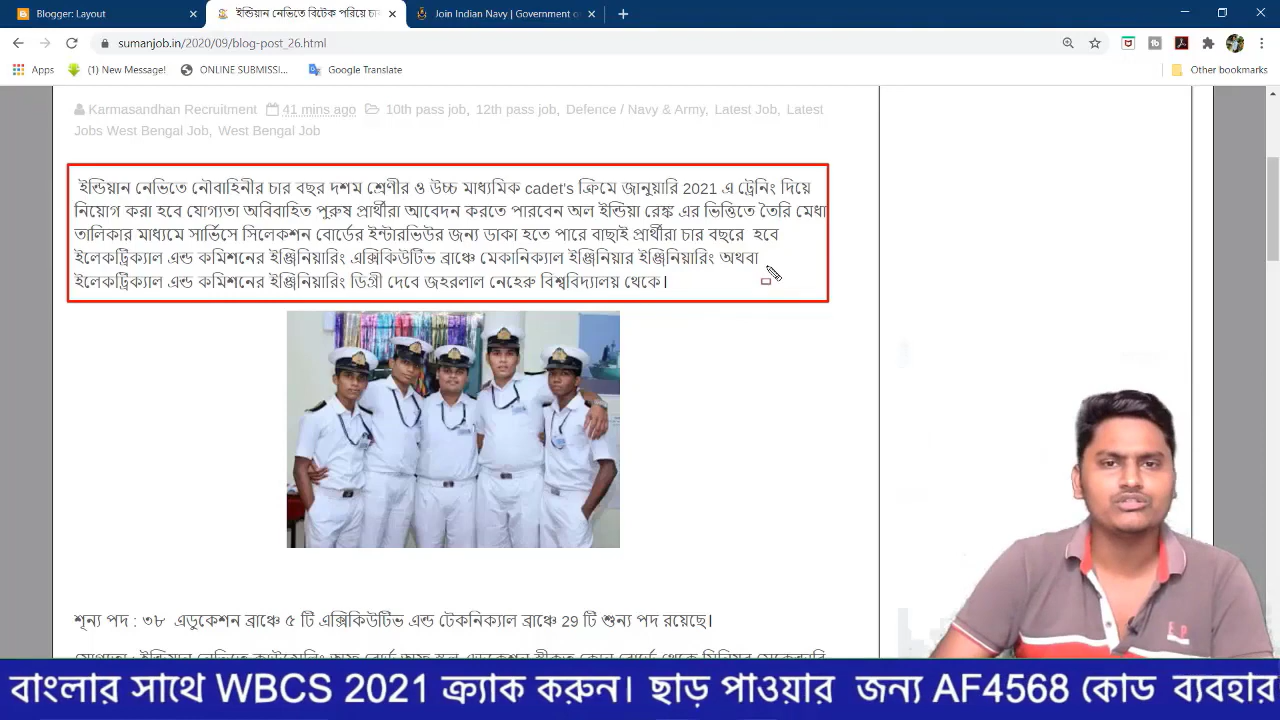 Blogger: Layout
ইন্ডিয়ান নেভিতে বিটেক পরিয়ে চা
Join Indian Navy | Government o
sumanjob.in/2020/09/blog-post_26.html
Apps
(1) New Message!
ONLINE SUBMISSI...
Google Translate
Other bookmarks
Karmasandhan Recruitment 41 mins ago 10th pass job, 12th pass job, Defence / Navy & Army, Latest Job, Latest
Jobs West Bengal Job, West Bengal Job
ইন্ডিয়ান নেভিতে নৌবাহিনীর চার বছর দশম শ্রেণীর ও উচ্চ মাধ্যমিক cadet's ক্রিমে জানুয়ারি 2021 এ ট্রেনিং দিয়ে
নিয়োগ করা হবে যোগ্যতা অবিবাহিত পুরুষ প্রার্থীরা আবেদন করতে পারবেন অল ইন্ডিয়া রেঙ্ক এর ভিত্তিতে তৈরি মেধা
তালিকার মাধ্যমে সার্ভিসে সিলেকশন বোর্ডের ইন্টারভিউর জন্য ডাকা হতে পারে বাছাই প্রার্থীরা চার বছরে হবে
ইলেকট্রিক্যাল এন্ড কমিশনের ইঞ্জিনিয়ারিং এক্সিকিউটিভ ব্রাঞ্চে মেকানিক্যাল ইঞ্জিনিয়ার ইঞ্জিনিয়ারিং অথবা
ইলেকট্রিক্যাল এন্ড কমিশনের ইঞ্জিনিয়ারিং ডিগ্রী দেবে জহরলাল নেহেরু বিশ্ববিদ্যালয় থেকে।
শূন্য পদ : ৩৮ এডুকেশন ব্রাঞ্চে ৫ টি এক্সিকিউটিভ এন্ড টেকনিক্যাল ব্রাঞ্চে 29 টি শুন্য পদ রয়েছে।
বাংলার সাথে WBCS 2021 ক্র্যাক করুন। ছাড় পাওয়ার জন্য AF4568 কোড ব্যবহার